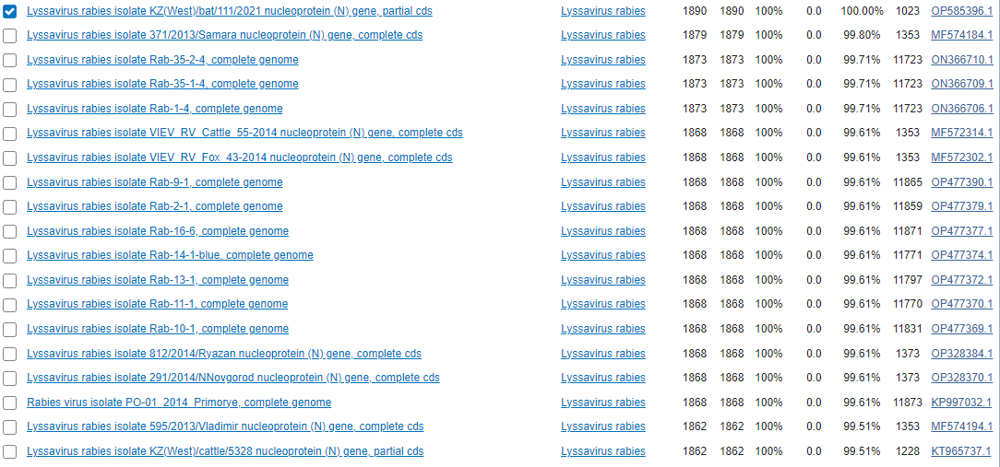 Lyssavirus rabies isolate KZ(West)/bat/111/2021 nucleoprotein (N) gene, partial cds Lyssavirus rabies 1890 1890 100% 0.0 100.00% 1023 OP585396.1
Lyssavirus rabies isolate 371/2013/Samara nucleoprotein (N) gene, complete cds Lyssavirus rabies 1879 1879 100% 0.0 99.80% 1353 MF574184.1
Lyssavirus rabies isolate Rab-35-2-4, complete genome Lyssavirus rabies 1873 1873 100% 0.0 99.71% 11723 ON366710.1
Lyssavirus rabies isolate Rab-35-1-4, complete genome Lyssavirus rabies 1873 1873 100% 0.0 99.71% 11723 ON366709.1
Lyssavirus rabies isolate Rab-1-4, complete genome Lyssavirus rabies 1873 1873 100% 0.0 99.71% 11723 ON366706.1
Lyssavirus rabies isolate VIEV_RV_Cattle_55-2014 nucleoprotein (N) gene, complete cds Lyssavirus rabies 1868 1868 100% 0.0 99.61% 1353 MF572314.1
Lyssavirus rabies isolate VIEV_RV_Fox_43-2014 nucleoprotein (N) gene, complete cds Lyssavirus rabies 1868 1868 100% 0.0 99.61% 1353 MF572302.1
Lyssavirus rabies isolate Rab-9-1, complete genome Lyssavirus rabies 1868 1868 100% 0.0 99.61% 11865 OP477390.1
Lyssavirus rabies isolate Rab-2-1, complete genome Lyssavirus rabies 1868 1868 100% 0.0 99.61% 11859 OP477379.1
Lyssavirus rabies isolate Rab-16-6, complete genome Lyssavirus rabies 1868 1868 100% 0.0 99.61% 11871 OP477377.1
Lyssavirus rabies isolate Rab-14-1-blue, complete genome Lyssavirus rabies 1868 1868 100% 0.0 99.61% 11771 OP477374.1
Lyssavirus rabies isolate Rab-13-1, complete genome Lyssavirus rabies 1868 1868 100% 0.0 99.61% 11797 OP477372.1
Lyssavirus rabies isolate Rab-11-1, complete genome Lyssavirus rabies 1868 1868 100% 0.0 99.61% 11770 OP477370.1
Lyssavirus rabies isolate Rab-10-1, complete genome Lyssavirus rabies 1868 1868 100% 0.0 99.61% 11831 OP477369.1
Lyssavirus rabies isolate 812/2014/Ryazan nucleoprotein (N) gene, complete cds Lyssavirus rabies 1868 1868 100% 0.0 99.61% 1373 OP328384.1
Lyssavirus rabies isolate 291/2014/NNovgorod nucleoprotein (N) gene, complete cds Lyssavirus rabies 1868 1868 100% 0.0 99.61% 1373 OP328370.1
Rabies virus isolate PO-01_2014_Primorye, complete genome Lyssavirus rabies 1868 1868 100% 0.0 99.61% 11873 KP997032.1
Lyssavirus rabies isolate 595/2013/Vladimir nucleoprotein (N) gene, complete cds Lyssavirus rabies 1862 1862 100% 0.0 99.51% 1353 MF574194.1
Lyssavirus rabies isolate KZ(West)/cattle/5328 nucleoprotein (N) gene, partial cds Lyssavirus rabies 1862 1862 100% 0.0 99.51% 1228 KT965737.1